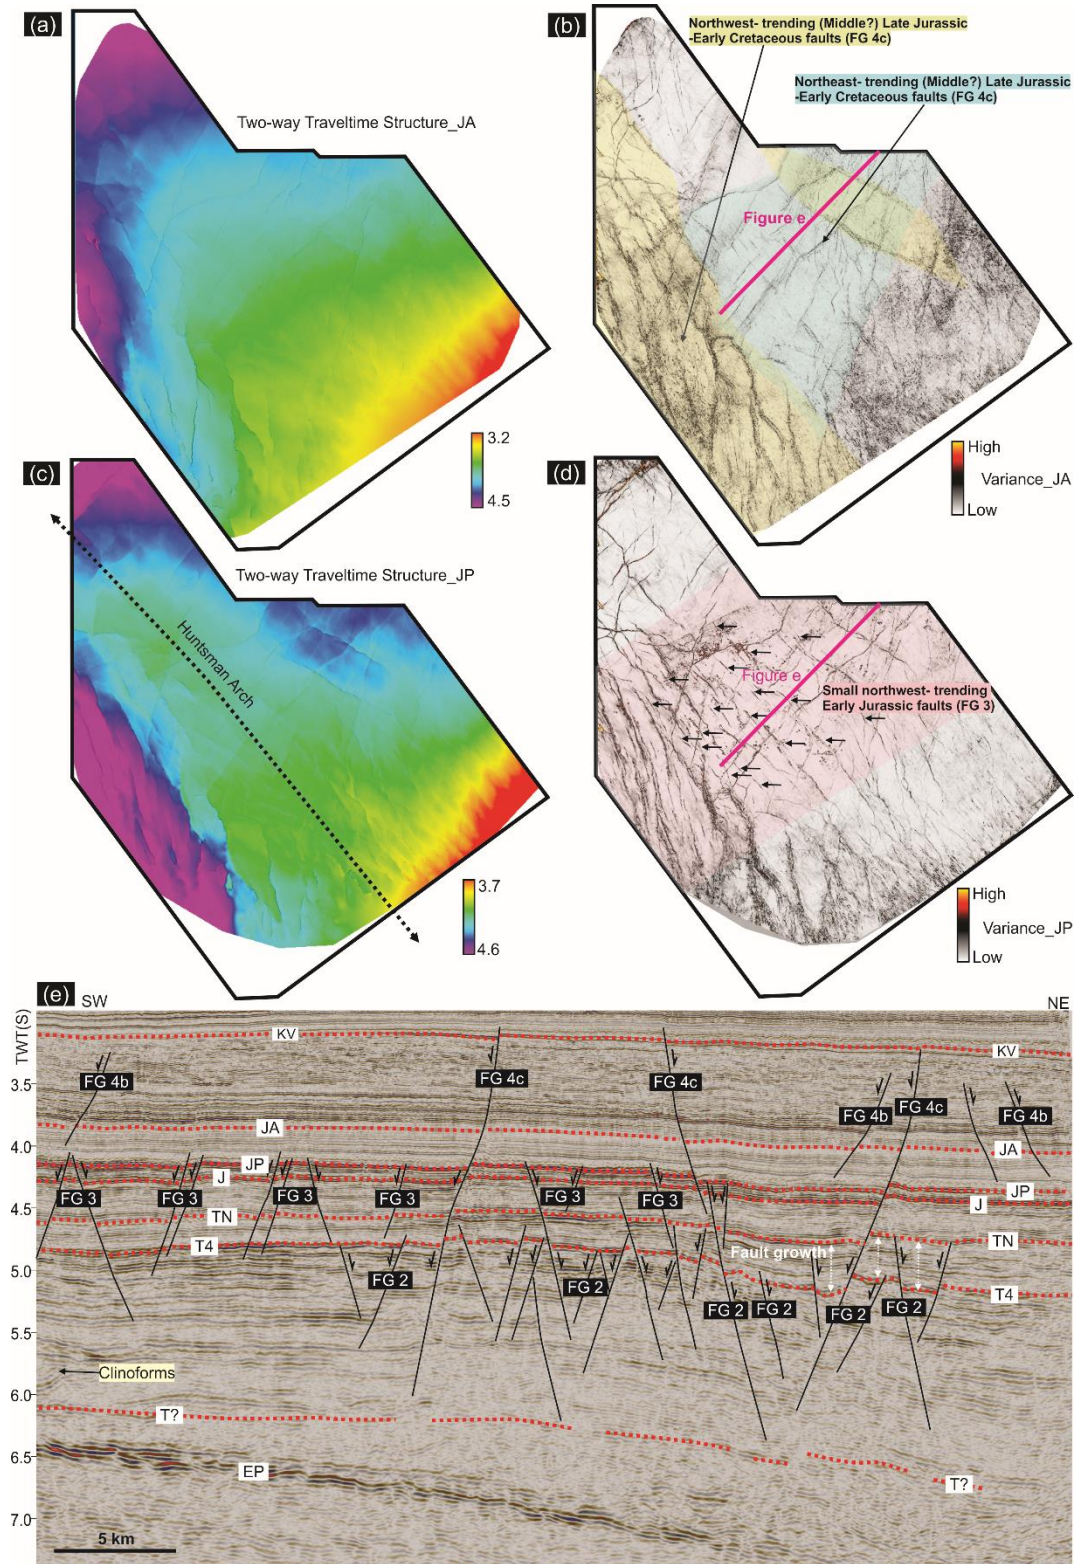 (a)
Two-way Traveltime Structure_JA
3.2
4.5
(b)
Northwest- trending (Middle?) Late Jurassic
-Early Cretaceous faults (FG 4c)
Northeast- trending (Middle?) Late Jurassic
-Early Cretaceous faults (FG 4c)
Figure e
High
Variance_JA
Low
(c)
Two-way Traveltime Structure_JP
Huntsman Arch
3.7
4.6
(d)
Figure e
Small northwest- trending
Early Jurassic faults (FG 3)
High
Variance_JP
Low
(e)
SW
NE
TWT(S)
KV
KV
3.5
FG 4b
FG 4c
FG 4c
FG 4b
FG 4c
FG 4b
4.0
JA
JA
JP
JP
J
J
FG 3
FG 3
FG 3
FG 3
FG 3
FG 3
4.5
TN
TN
T4
T4
Fault growth
5.0
FG 2
FG 2
FG 2
FG 2
FG 2
FG 2
5.5
Clinoforms
6.0
T?
T?
6.5
EP
7.0
5 km